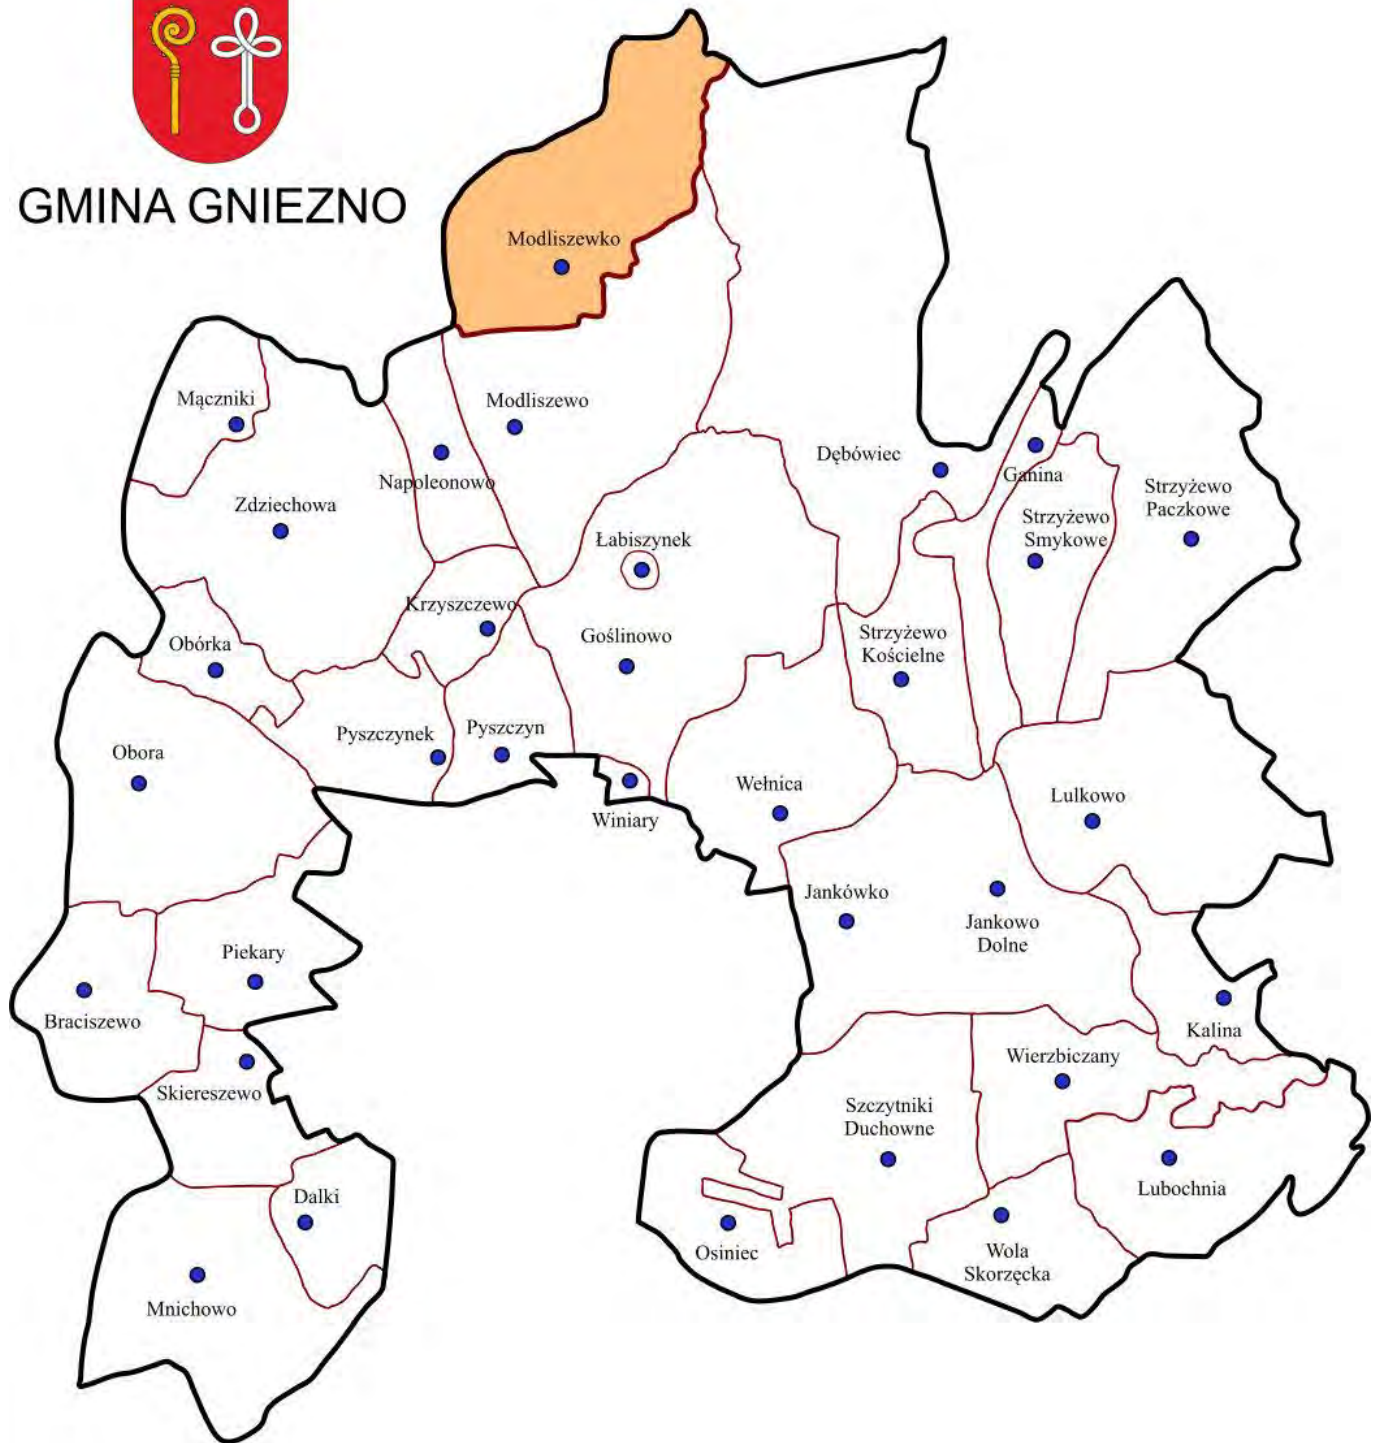 GMINA GNIEZNO
Modliszewko
Mączniki
Modliszewo
Napoleonowo
Zdziechowa
Dębówiec
Ganina
Strzyżewo
Paczkowe
Strzyżewo
Smykowe
Łabiszynek
Krzyszczewo
Goślinowo
Obórka
Strzyżewo
Kościelne
Pyszczynek
Pyszczyn
Obora
Wełnica
Lulkowo
Winiary
Jankówko
Jankowo
Dolne
Piekary
Braciszewo
Kalina
Wierzbiczany
Skiereszewo
Szczytniki
Duchowne
Lubochnia
Dalki
Osiniec
Wola
Skorzęcka
Mnichowo